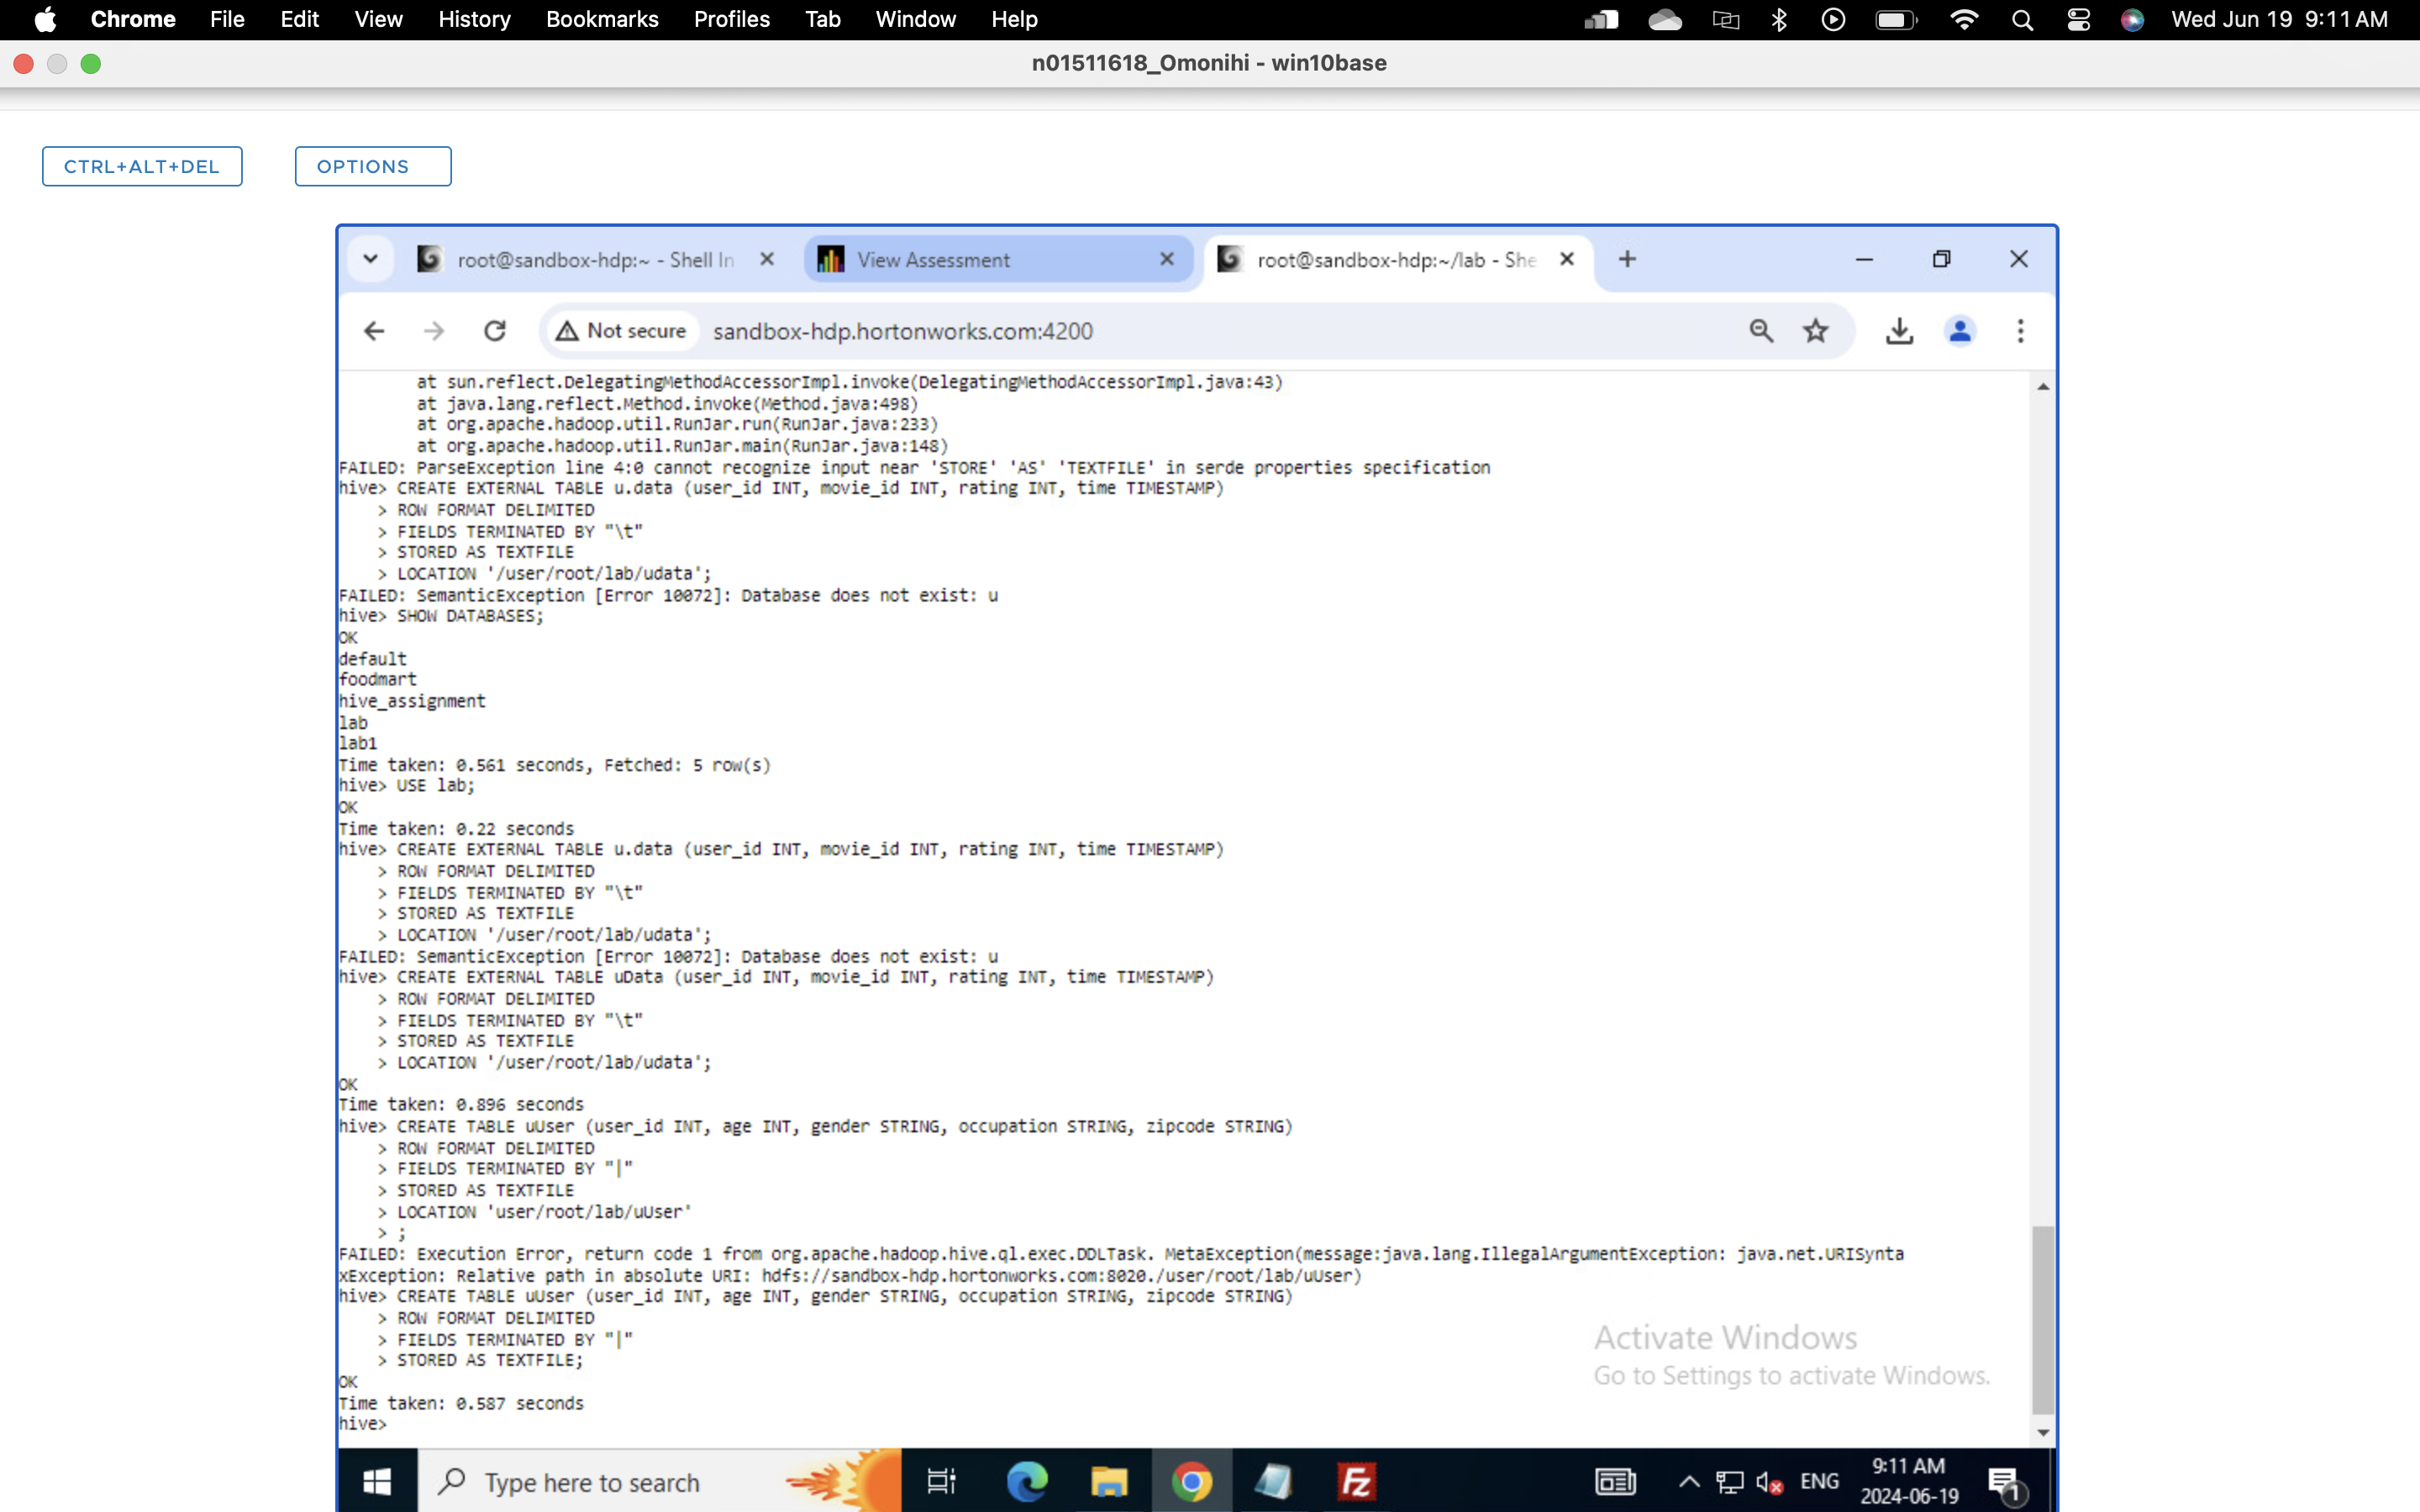 Chrome File Edit View History Bookmarks Profiles Tab Window Help Wed Jun 19 9:11 AM
n01511618_Omonihi - win10base
CTRL+ALT+DEL OPTIONS
root@sandbox-hdp:~ - Shell In View Assessment root@sandbox-hdp:~/lab - She
Not secure sandbox-hdp.hortonworks.com:4200
at sun.reflect.DelegatingMethodAccessorImpl.invoke(DelegatingMethodAccessorImpl.java:43)
at java.lang.reflect.Method.invoke(Method.java:498)
at org.apache.hadoop.util.RunJar.run(RunJar.java:233)
at org.apache.hadoop.util.RunJar.main(RunJar.java:148)
FAILED: ParseException line 4:0 cannot recognize input near 'STORE' 'AS' 'TEXTFILE' in serde properties specification
hive> CREATE EXTERNAL TABLE u.data (user_id INT, movie_id INT, rating INT, time TIMESTAMP)
> ROW FORMAT DELIMITED
> FIELDS TERMINATED BY "\t"
> STORED AS TEXTFILE
> LOCATION '/user/root/lab/udata';
FAILED: SemanticException [Error 10072]: Database does not exist: u
hive> SHOW DATABASES;
OK
default
foodmart
hive_assignment
lab
lab1
Time taken: 0.561 seconds, Fetched: 5 row(s)
hive> USE lab;
OK
Time taken: 0.22 seconds
hive> CREATE EXTERNAL TABLE u.data (user_id INT, movie_id INT, rating INT, time TIMESTAMP)
> ROW FORMAT DELIMITED
> FIELDS TERMINATED BY "\t"
> STORED AS TEXTFILE
> LOCATION '/user/root/lab/udata';
FAILED: SemanticException [Error 10072]: Database does not exist: u
hive> CREATE EXTERNAL TABLE uData (user_id INT, movie_id INT, rating INT, time TIMESTAMP)
> ROW FORMAT DELIMITED
> FIELDS TERMINATED BY "\t"
> STORED AS TEXTFILE
> LOCATION '/user/root/lab/udata';
OK
Time taken: 0.896 seconds
hive> CREATE TABLE uUser (user_id INT, age INT, gender STRING, occupation STRING, zipcode STRING)
> ROW FORMAT DELIMITED
> FIELDS TERMINATED BY "|"
> STORED AS TEXTFILE
> LOCATION 'user/root/lab/uUser'
> ;
FAILED: Execution Error, return code 1 from org.apache.hadoop.hive.ql.exec.DDLTask. MetaException(message:java.lang.IllegalArgumentException: java.net.URISynta
xException: Relative path in absolute URI: hdfs://sandbox-hdp.hortonworks.com:8020./user/root/lab/uUser)
hive> CREATE TABLE uUser (user_id INT, age INT, gender STRING, occupation STRING, zipcode STRING)
> ROW FORMAT DELIMITED
> FIELDS TERMINATED BY "|"
> STORED AS TEXTFILE;
OK
Time taken: 0.587 seconds
hive>
Activate Windows
Go to Settings to activate Windows.
Type here to search ENG 9:11 AM
2024-06-19 1